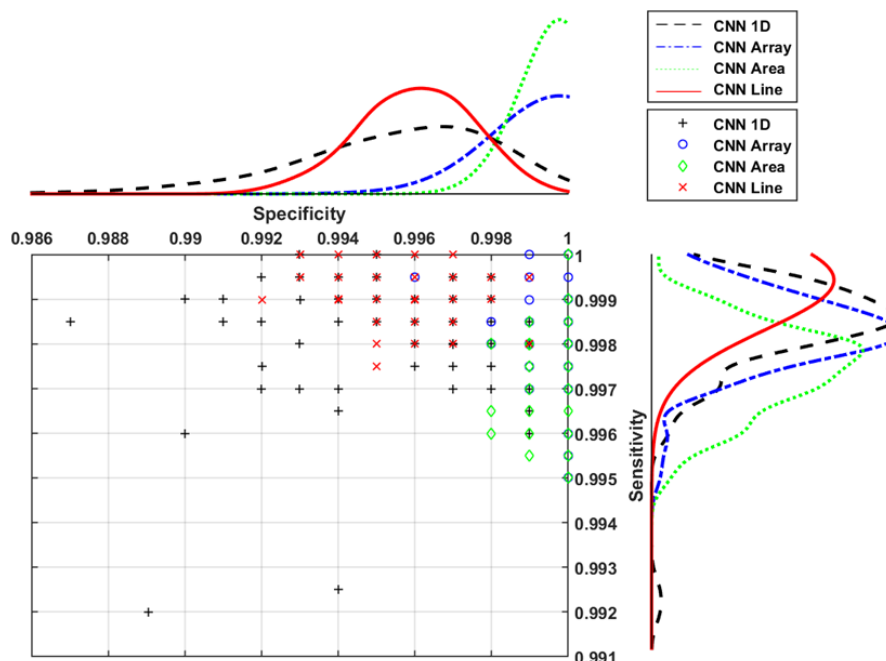 CNN 1D
CNN Array
CNN Area
CNN Line
CNN 1D
CNN Array
CNN Area
CNN Line
Specificity
0.986 0.988 0.99 0.992 0.994 0.996 0.998 1
1
0.999
0.998
0.997
0.996
0.995
0.994
0.993
0.992
0.991
Sensitivity